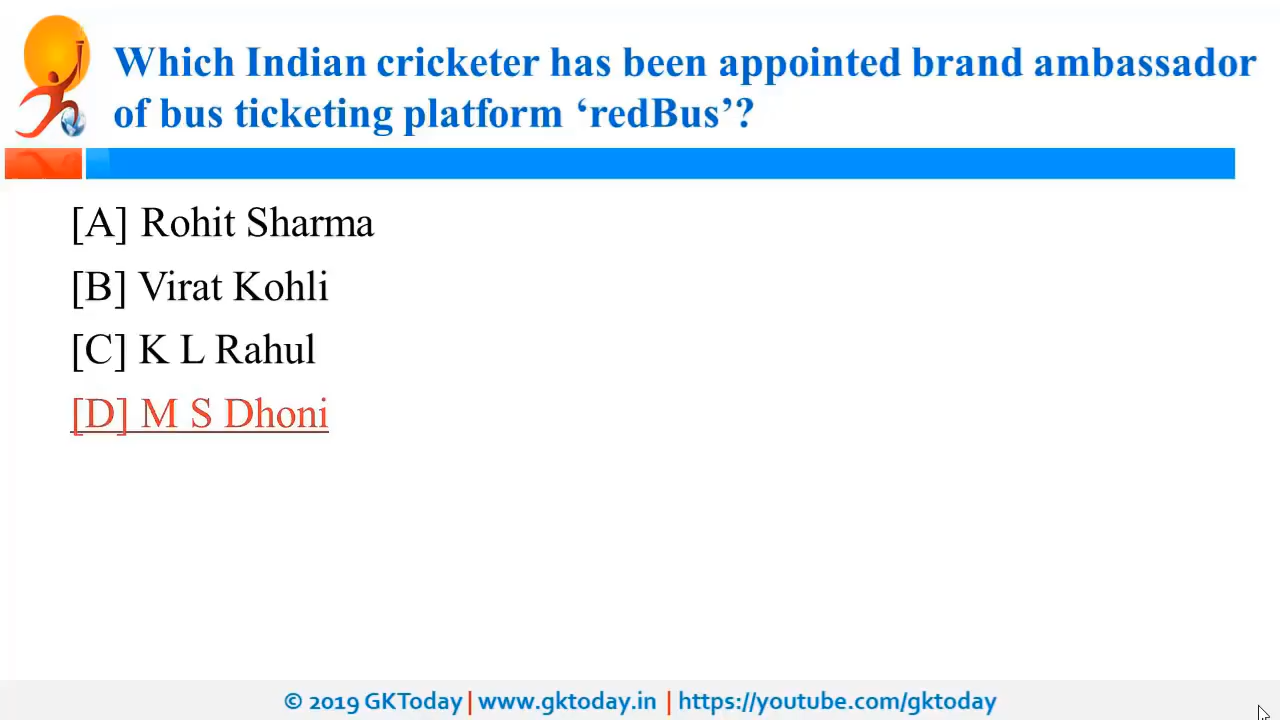 Which Indian cricketer has been appointed brand ambassador
of bus ticketing platform ‘redBus’?
[A] Rohit Sharma
[B] Virat Kohli
[C] K L Rahul
[D] M S Dhoni
© 2019 GKToday | www.gktoday.in | https://youtube.com/gktoday